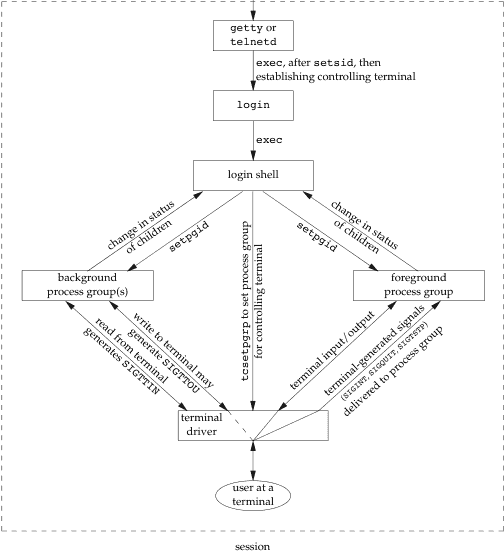 getty or
telnetd
exec, after setsid, then
establishing controlling terminal
login
exec
login shell
change in status
of children
setpgid
tcsetpgrp to set process group
for controlling terminal
setpgid
change in status
of children
background
process group(s)
foreground
process group
read from terminal
generates SIGTTIN
write to terminal may
generate SIGTTOU
terminal input/output
terminal-generated signals
(SIGINT, SIGQUIT, SIGTSTP)
delivered to process group
terminal
driver
user at a
terminal
session